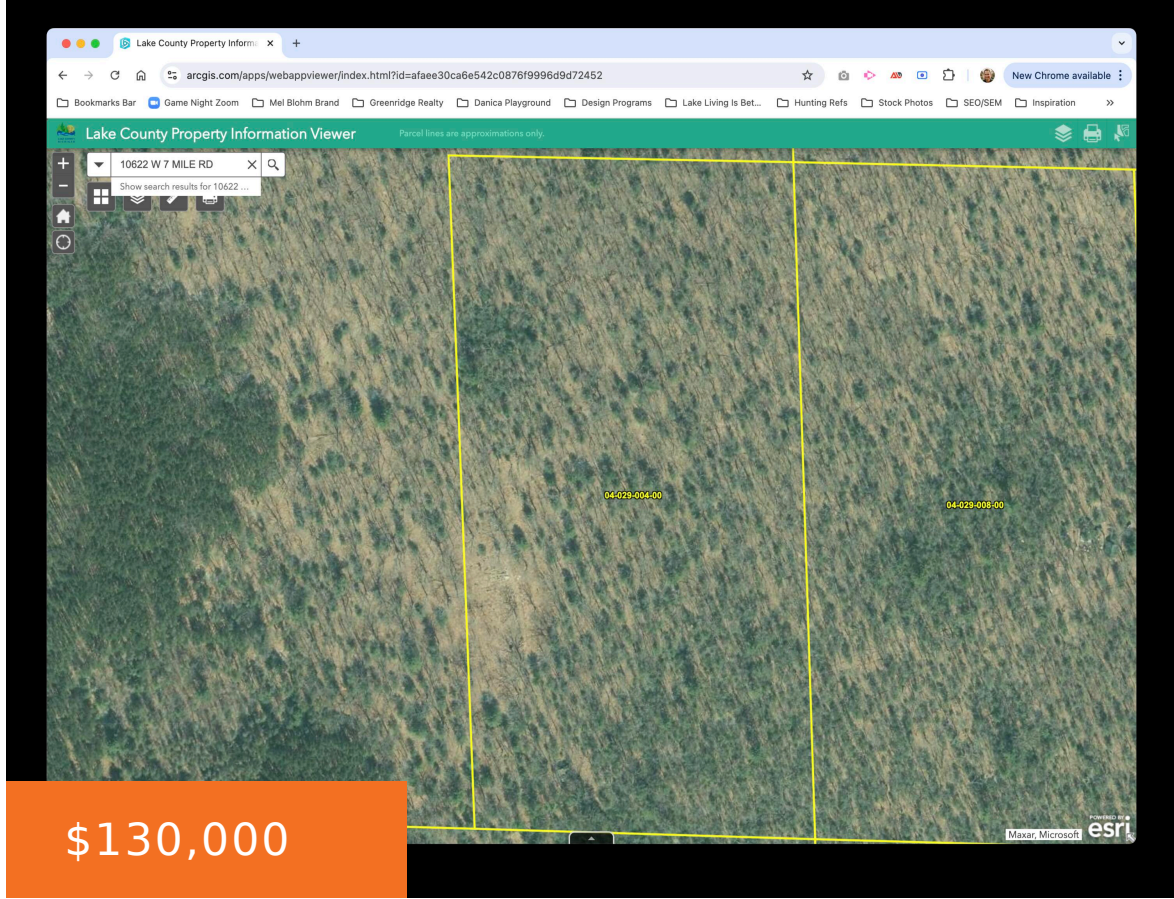 Lake County Property Informa
arcgis.com/apps/webappviewer/index.html?id=afaee30ca6e542c0876f9996d9d72452
New Chrome available
Bookmarks Bar
Game Night Zoom
Mel Blohm Brand
Greenridge Realty
Danica Playground
Design Programs
Lake Living Is Bet...
Hunting Refs
Stock Photos
SEO/SEM
Inspiration
»
Lake County Property Information Viewer
Parcel lines are approximations only.
10622 W 7 MILE RD
Show search results for 10622 ...
04-029-004-00
04-029-008-00
Maxar, Microsoft
POWERED BY
esri
$130,000